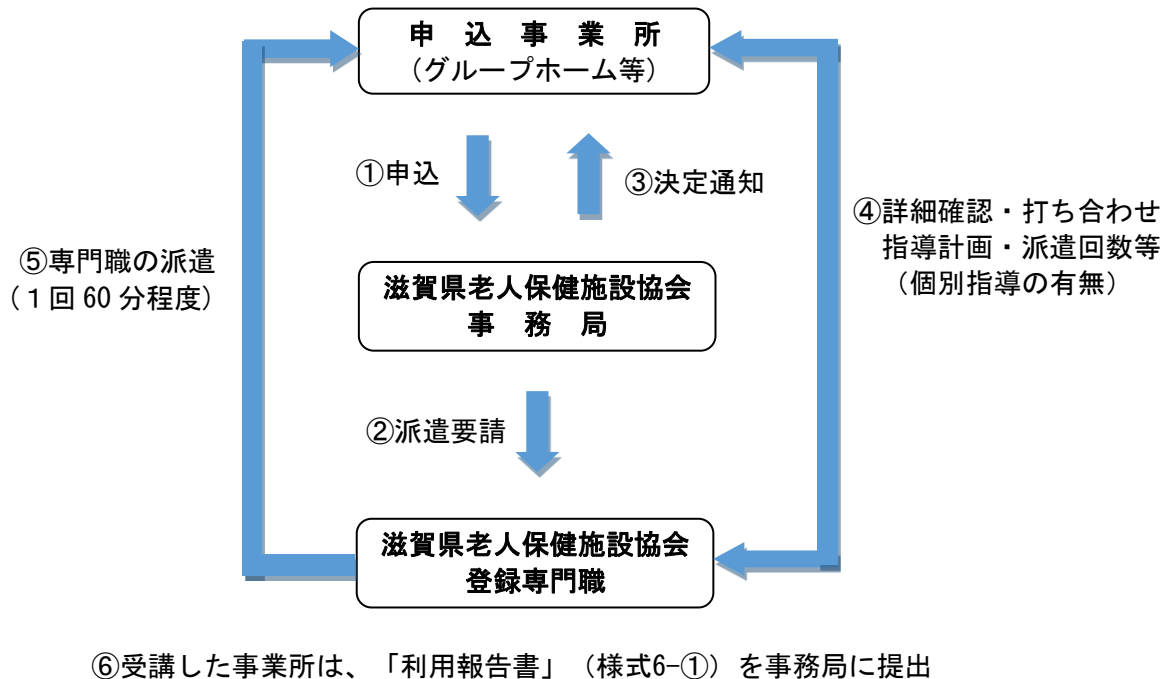 申 込 事 業 所
（グループホーム等）
①申込
③決定通知
④詳細確認・打ち合わせ
指導計画・派遣回数等
（個別指導の有無）
⑤専門職の派遣
（１回 60 分程度）
滋賀県老人保健施設協会
事 務 局
②派遣要請
滋賀県老人保健施設協会
登録専門職
⑥受講した事業所は、「利用報告書」（様式6-①）を事務局に提出